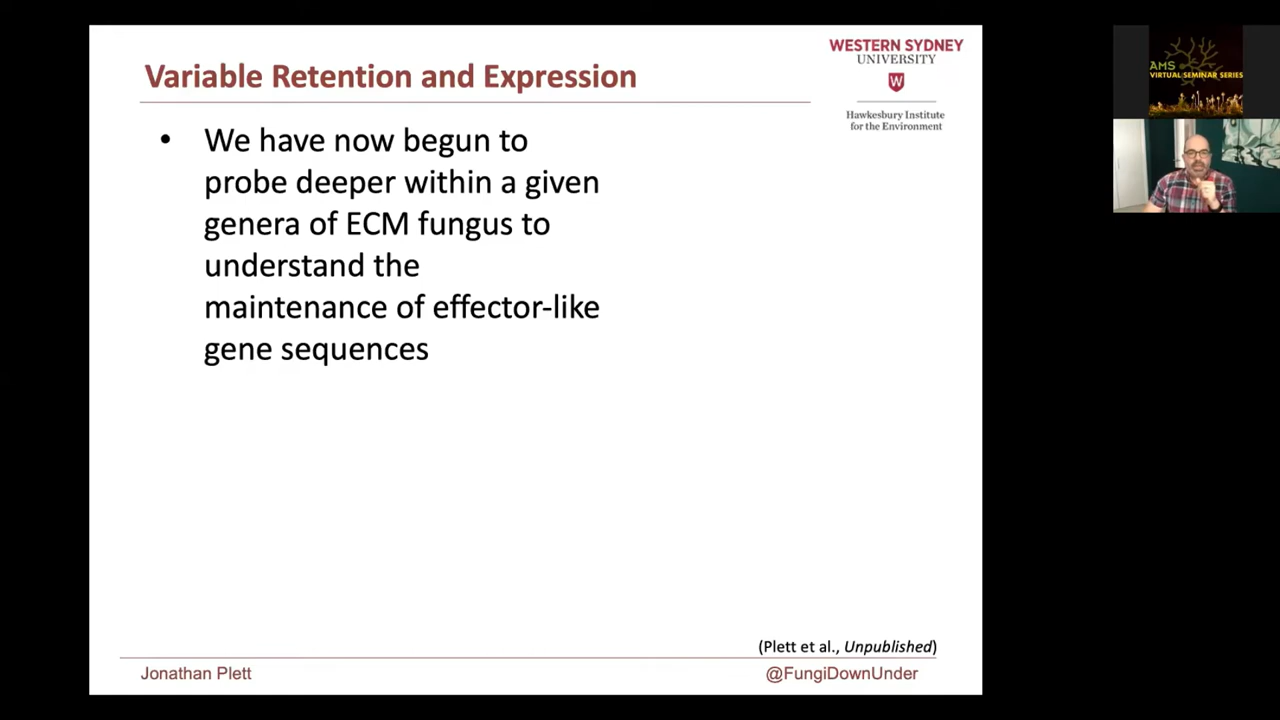 Variable Retention and Expression
WESTERN SYDNEY
UNIVERSITY
W
Hawkesbury Institute
for the Environment
• We have now begun to
probe deeper within a given
genera of ECM fungus to
understand the
maintenance of effector-like
gene sequences
(Plett et al., Unpublished)
Jonathan Plett
@FungiDownUnder
AMS
VIRTUAL SEMINAR SERIES